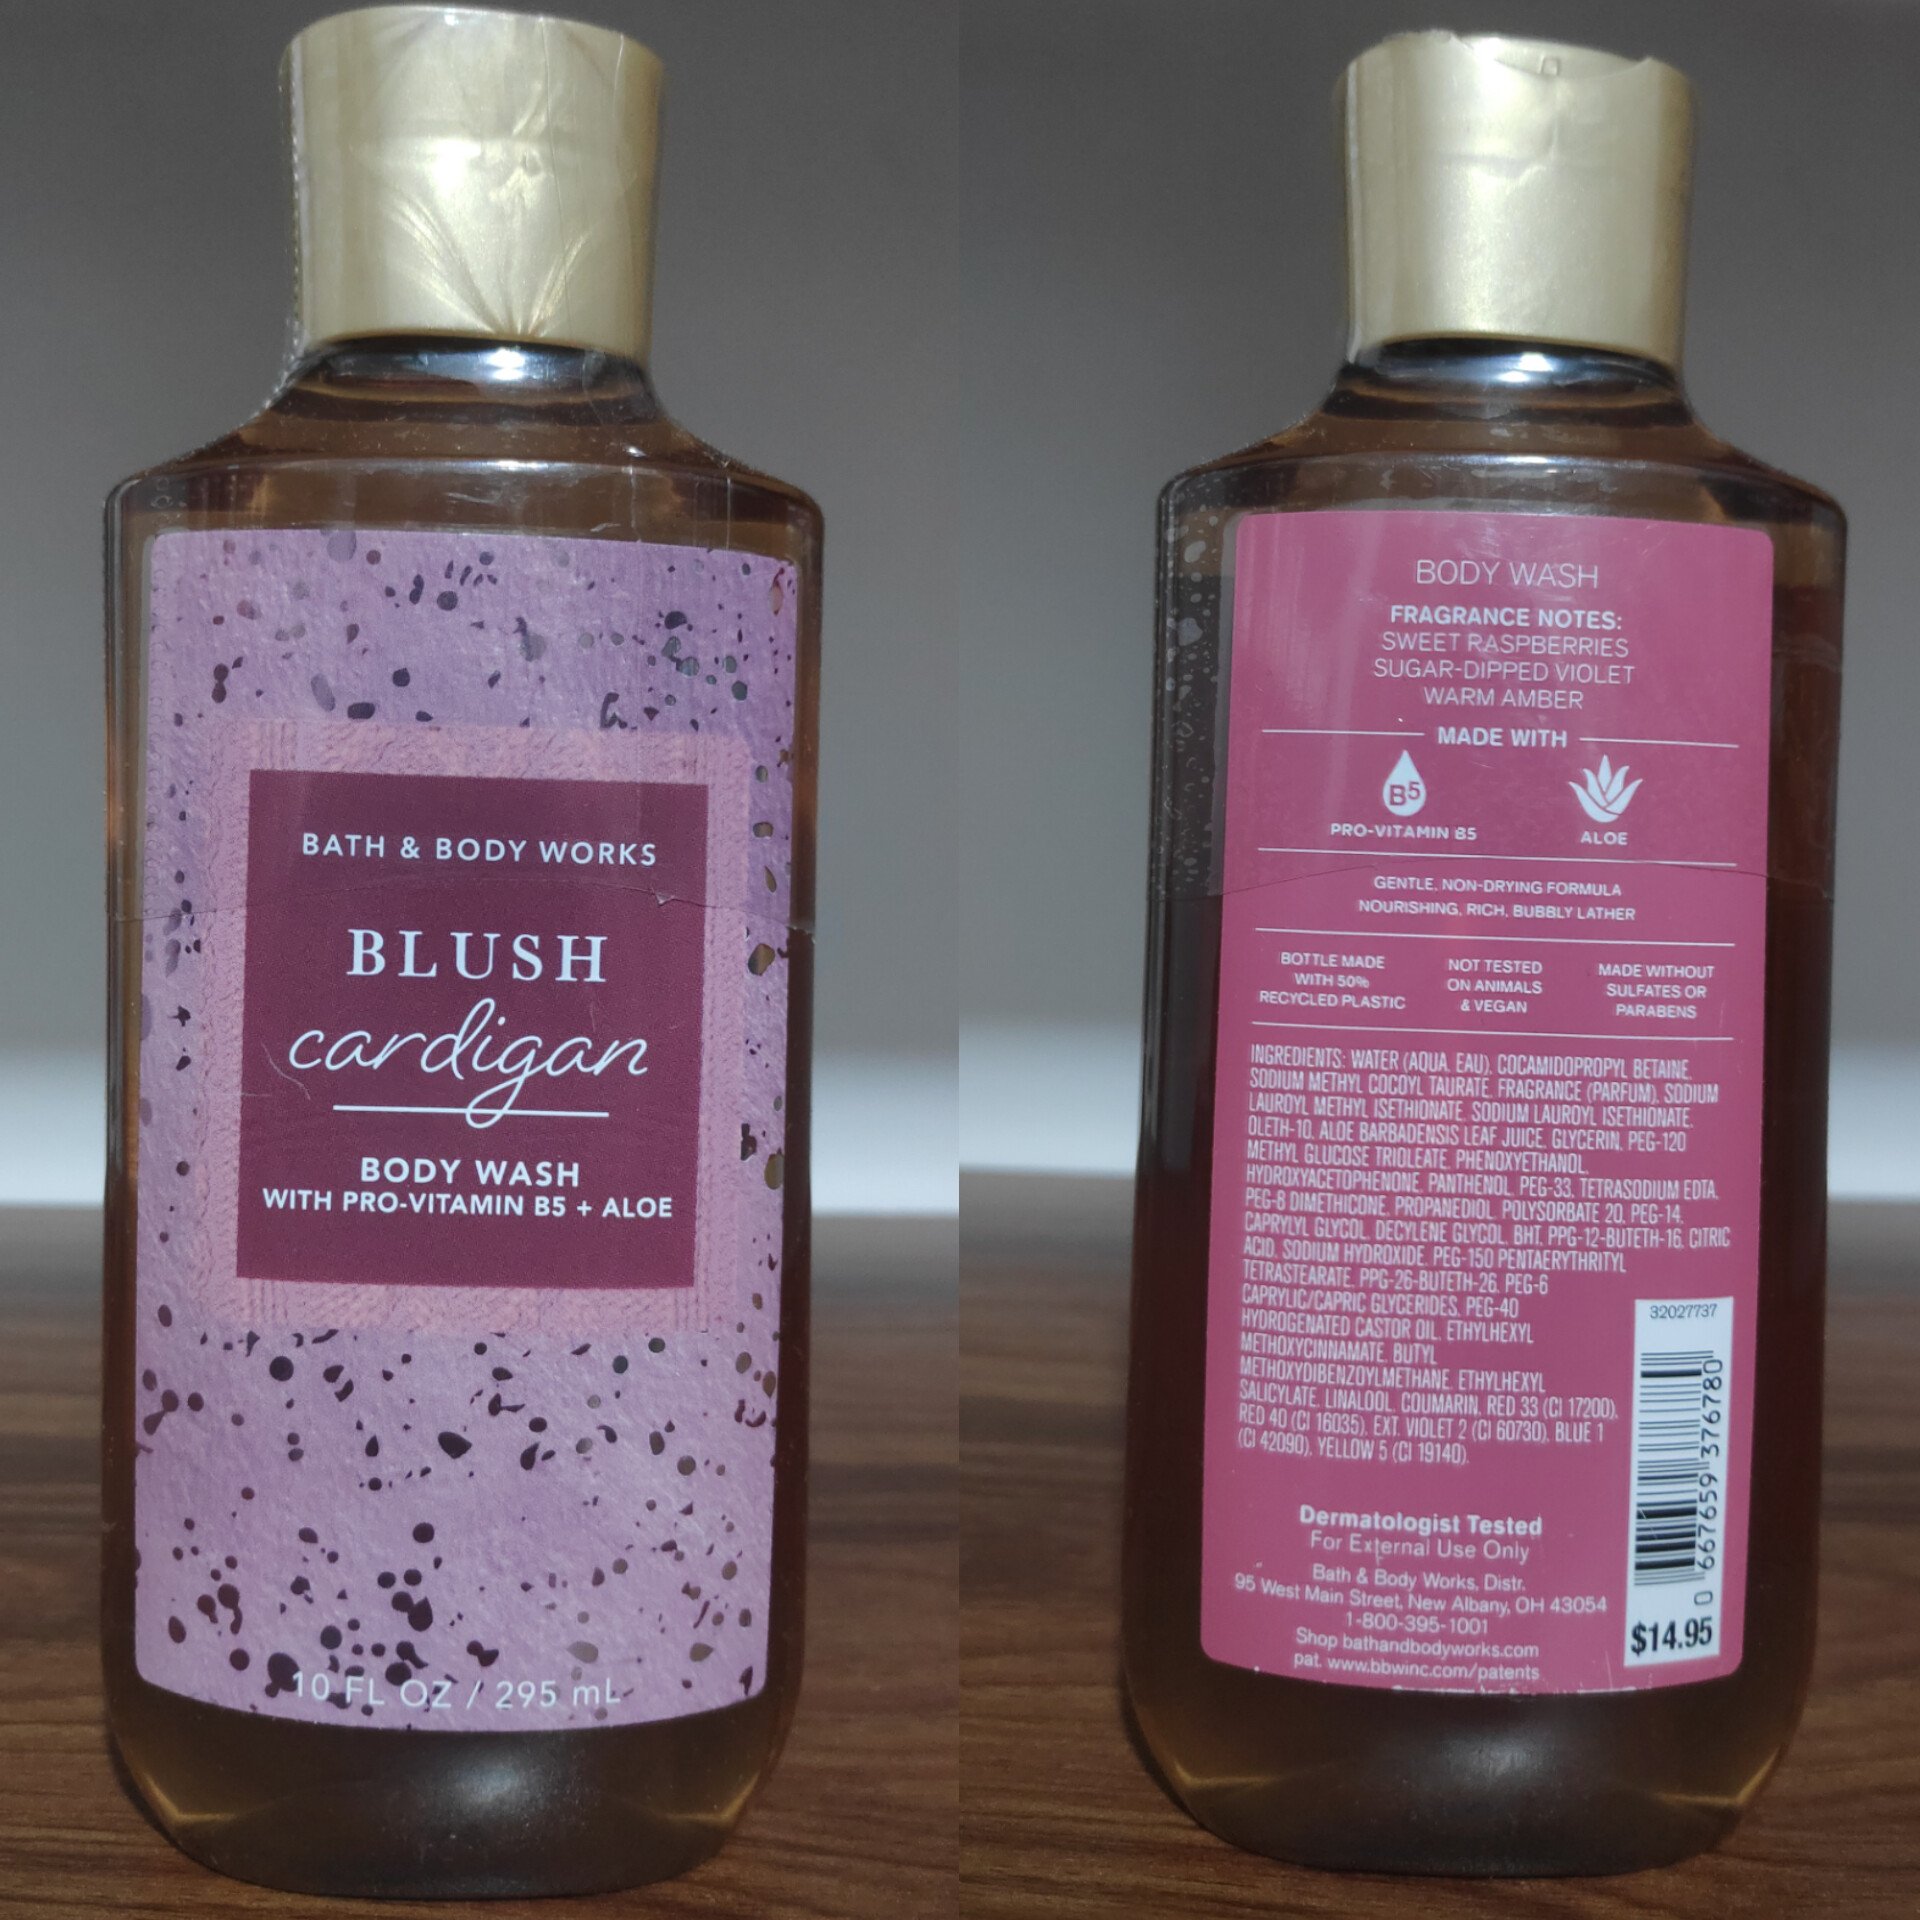 BATH & BODY WORKS
BLUSH
cardigan
BODY WASH
WITH PRO-VITAMIN B5 + ALOE
10 FL OZ / 295 mL
BODY WASH
FRAGRANCE NOTES:
SWEET RASPBERRIES
SUGAR-DIPPED VIOLET
WARM AMBER
MADE WITH
B5
PRO-VITAMIN B5
ALOE
GENTLE, NON-DRYING FORMULA
NOURISHING, RICH, BUBBLY LATHER
BOTTLE MADE
WITH 50%
RECYCLED PLASTIC
NOT TESTED
ON ANIMALS
& VEGAN
MADE WITHOUT
SULFATES OR
PARABENS
INGREDIENTS: WATER (AQUA, EAU), COCAMIDOPROPYL BETAINE,
SODIUM METHYL COCOYL TAURATE, FRAGRANCE (PARFUM), SODIUM
LAUROYL METHYL ISETHIONATE, SODIUM LAUROYL ISETHIONATE,
OLETH-10, ALOE BARBADENSIS LEAF JUICE, GLYCERIN, PEG-120
METHYL GLUCOSE TRIOLEATE, PHENOXYETHANOL,
HYDROXYACETOPHENONE, PANTHENOL, PEG-33, TETRASODIUM EDTA,
PEG-8 DIMETHICONE, PROPANEDIOL, POLYSORBATE 20, PEG-14,
CAPRYLYL GLYCOL, DECYLENE GLYCOL, BHT, PPG-12-BUTETH-16, CITRIC
ACID, SODIUM HYDROXIDE, PEG-150 PENTAERYTHRITYL
TETRASTEARATE, PPG-26-BUTETH-26, PEG-6
CAPRYLIC/CAPRIC GLYCERIDES, PEG-40
HYDROGENATED CASTOR OIL, ETHYLHEXYL
METHOXYCINNAMATE, BUTYL
METHOXYDIBENZOYLMETHANE, ETHYLHEXYL
SALICYLATE, LINALOOL, COUMARIN, RED 33 (CI 17200),
RED 40 (CI 16035), EXT. VIOLET 2 (CI 60730), BLUE 1
(CI 42090), YELLOW 5 (CI 19140).
32027737
0 667659 376780
$14.95
Dermatologist Tested
For External Use Only
Bath & Body Works, Distr.
95 West Main Street, New Albany, OH 43054
1-800-395-1001
Shop bathandbodyworks.com
pat. www.bbwinc.com/patents